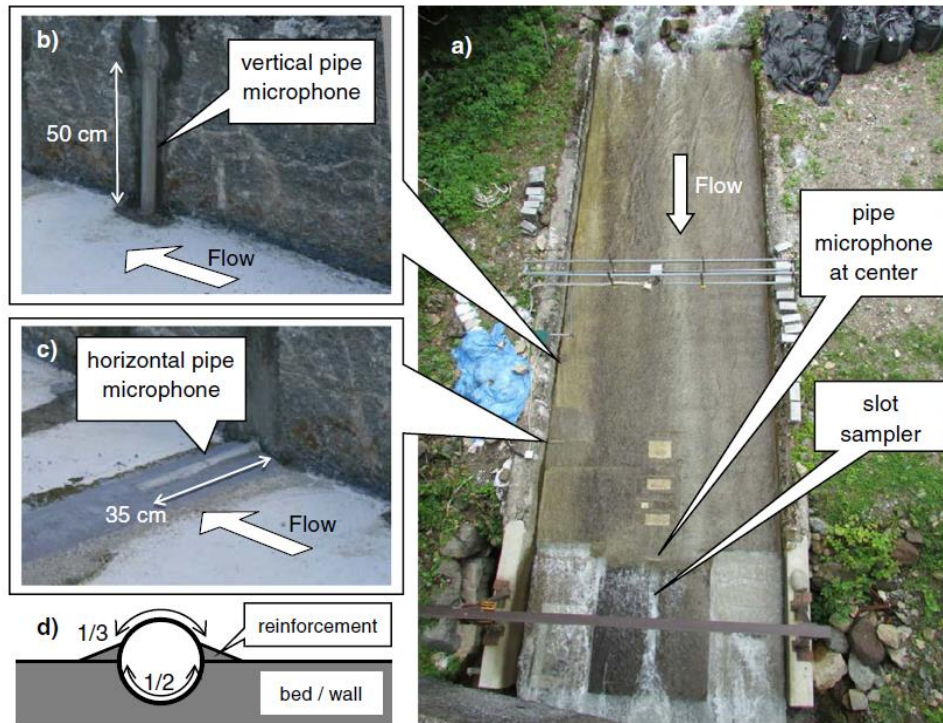 b)
vertical pipe
microphone
50 cm
Flow
c)
horizontal pipe
microphone
35 cm
Flow
d)
1/3
reinforcement
1/2
bed / wall
a)
Flow
pipe
microphone
at center
slot
sampler